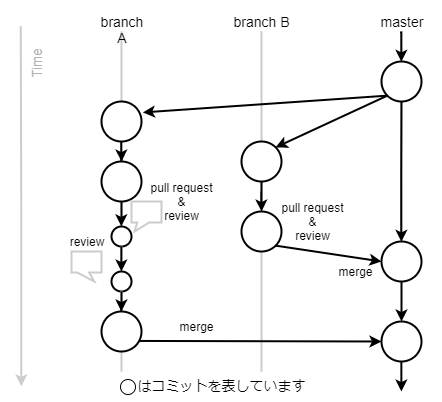 branch
A
branch B
master
Time
pull request
&
review
pull request
&
review
review
merge
merge
◯はコミットを表しています